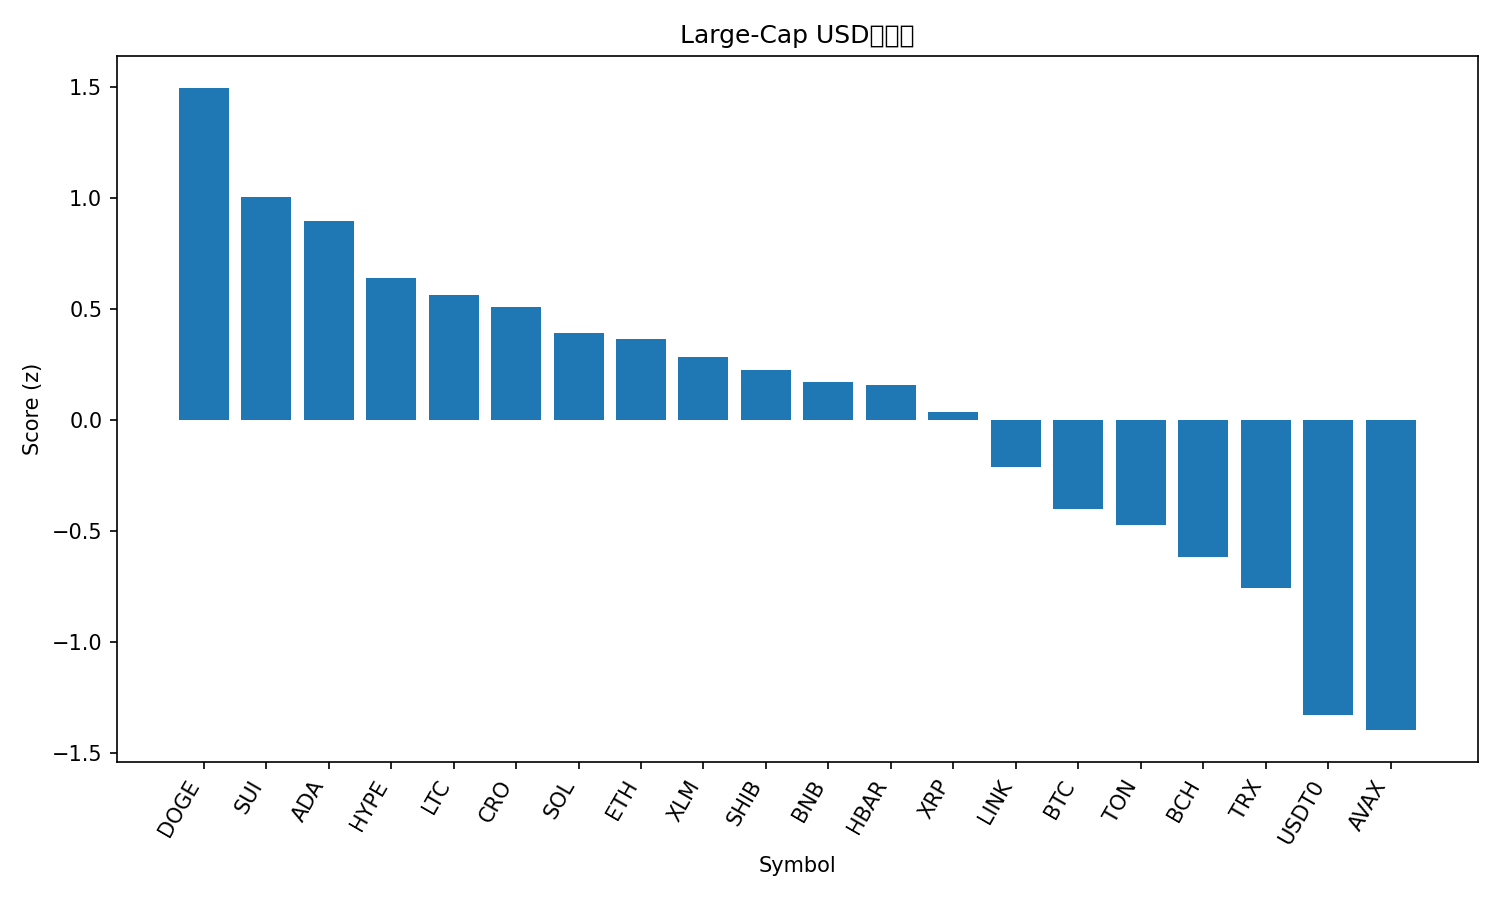 Large-Cap USD
1.5
1.0
0.5
0.0
−0.5
−1.0
−1.5
Score (z)
DOGE
SUI
ADA
HYPE
LTC
CRO
SOL
ETH
XLM
SHIB
BNB
HBAR
XRP
LINK
BTC
TON
BCH
TRX
USDT0
AVAX
Symbol